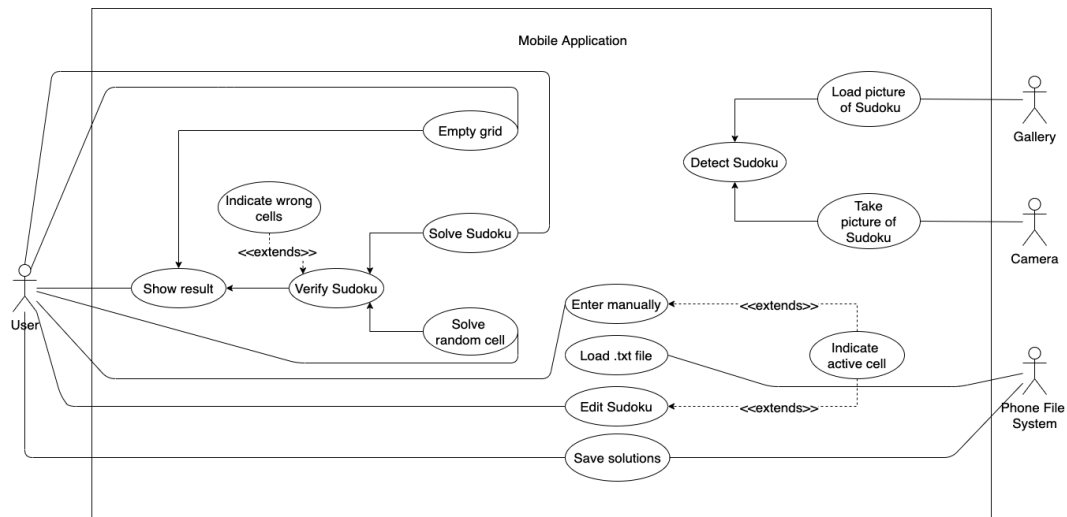 Mobile Application
Load picture
of Sudoku
Gallery
Empty grid
Detect Sudoku
Indicate wrong
cells
Take
picture of
Sudoku
Solve Sudoku
<<extends>>
Camera
Show result
Verify Sudoku
Enter manually
<<extends>>
User
Solve
random cell
Load .txt file
Indicate
active cell
Edit Sudoku
<<extends>>
Phone File
System
Save solutions